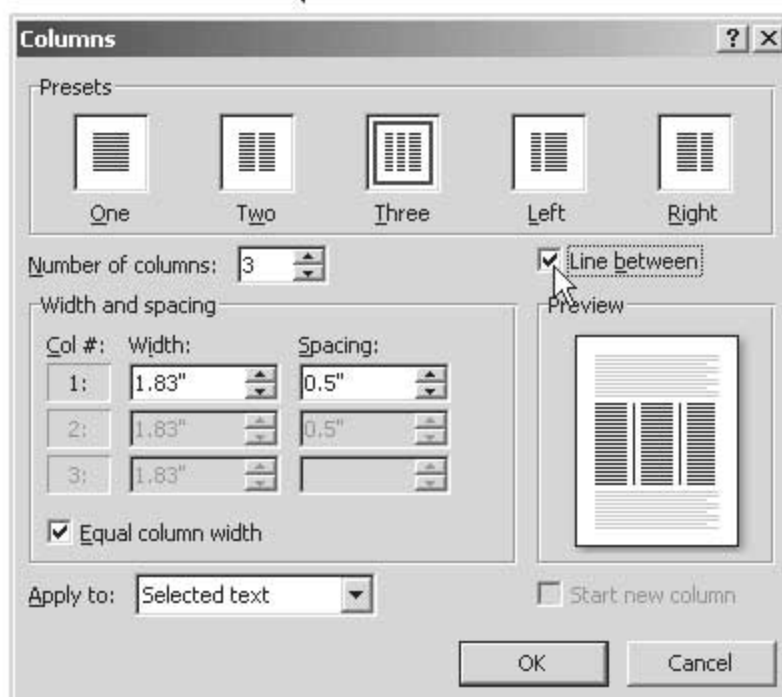 Columns
Presets
One Two Three Left Right
Number of columns: 3 Line between
Width and spacing Preview
Col #: Width: Spacing:
1: 1.83" 0.5"
2: 1.83" 0.5"
3: 1.83"
Equal column width
Apply to: Selected text Start new column
OK Cancel